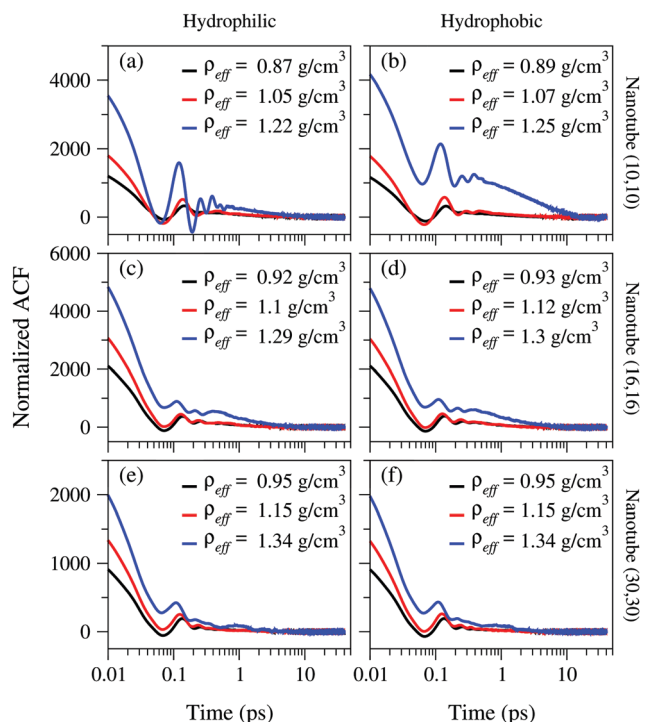 Hydrophilic
Hydrophobic
(a)
ρeff = 0.87 g/cm³
ρeff = 1.05 g/cm³
ρeff = 1.22 g/cm³
(b)
ρeff = 0.89 g/cm³
ρeff = 1.07 g/cm³
ρeff = 1.25 g/cm³
4000
2000
0
Nanotube (10,10)
(c)
ρeff = 0.92 g/cm³
ρeff = 1.1 g/cm³
ρeff = 1.29 g/cm³
(d)
ρeff = 0.93 g/cm³
ρeff = 1.12 g/cm³
ρeff = 1.3 g/cm³
6000
4000
2000
0
Normalized ACF
Nanotube (16,16)
(e)
ρeff = 0.95 g/cm³
ρeff = 1.15 g/cm³
ρeff = 1.34 g/cm³
(f)
ρeff = 0.95 g/cm³
ρeff = 1.15 g/cm³
ρeff = 1.34 g/cm³
2000
1000
0
Nanotube (30,30)
0.01 0.1 1 10
0.01 0.1 1 10
Time (ps)
Time (ps)